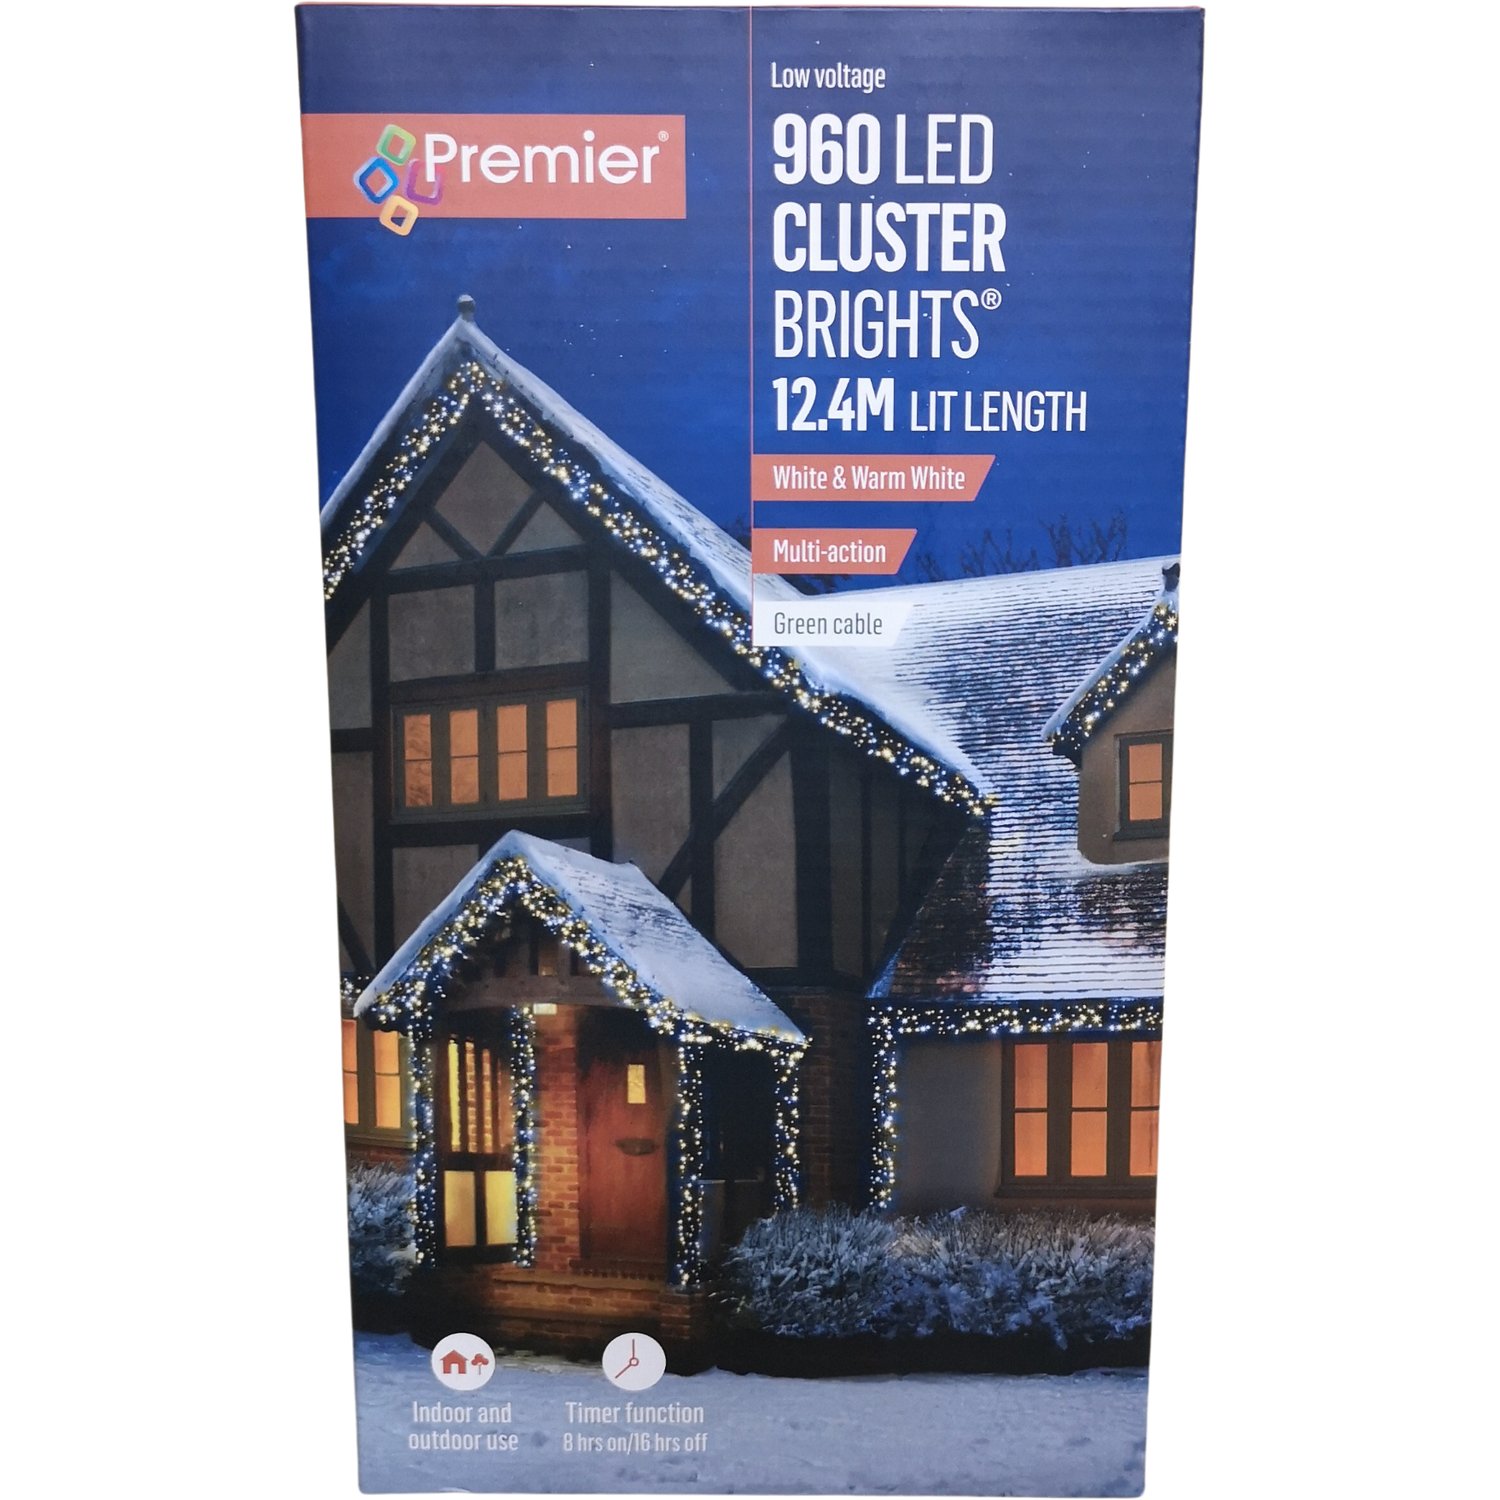 Premier®
Low voltage
960 LED
CLUSTER
BRIGHTS®
12.4M LIT LENGTH
White & Warm White
Multi-action
Green cable
Indoor and
outdoor use
Timer function
8 hrs on/16 hrs off